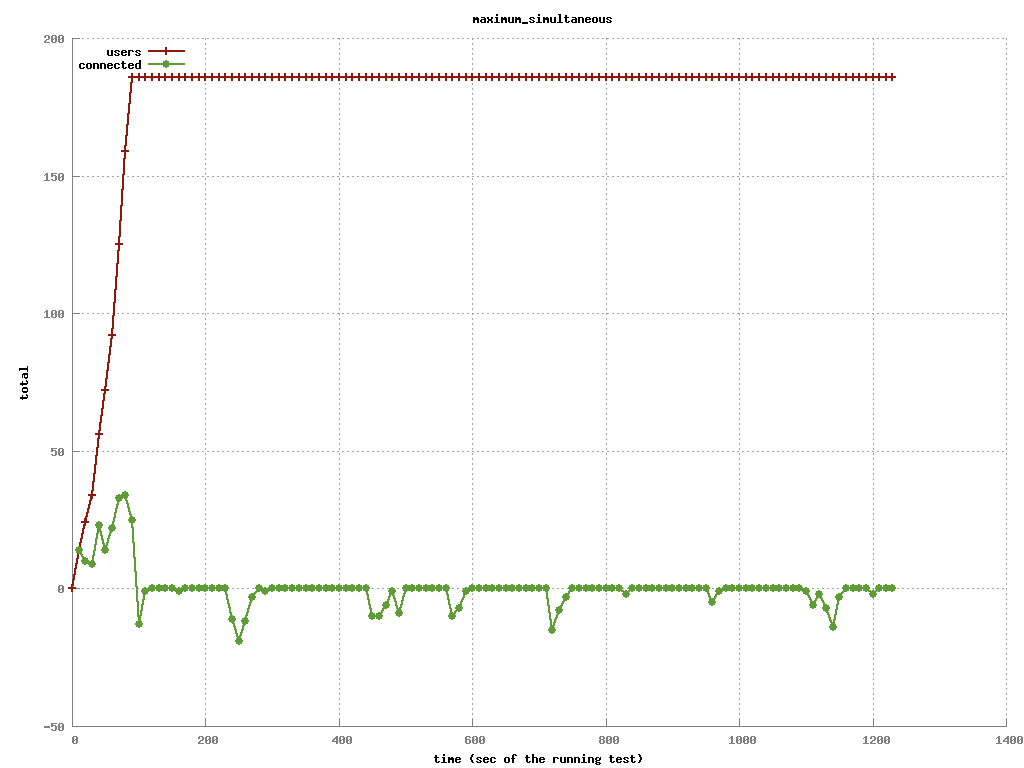 maximum_simultaneous
users
connected
200
150
100
50
0
-50
total
0 200 400 600 800 1000 1200 1400
time (sec of the running test)